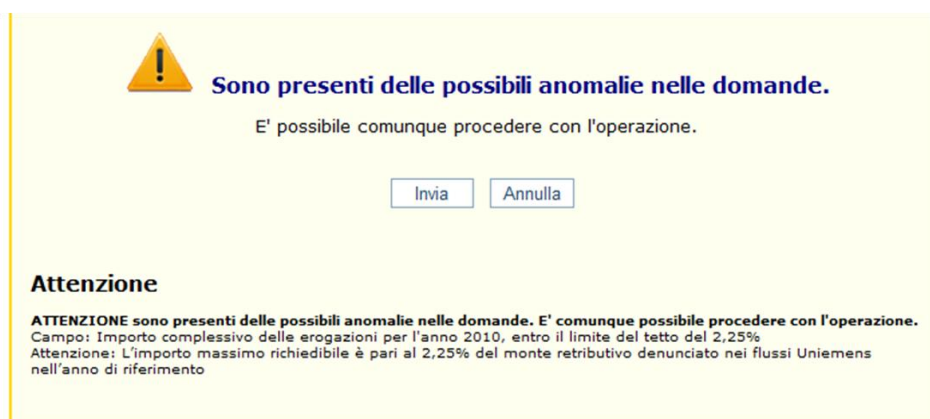 Sono presenti delle possibili anomalie nelle domande.
E' possibile comunque procedere con l'operazione.
Invia Annulla
Attenzione
ATTENZIONE sono presenti delle possibili anomalie nelle domande. E' comunque possibile procedere con l'operazione.
Campo: Importo complessivo delle erogazioni per l'anno 2010, entro il limite del tetto del 2,25%
Attenzione: L’importo massimo richiedibile è pari al 2,25% del monte retributivo denunciato nei flussi Uniemens
nell’anno di riferimento